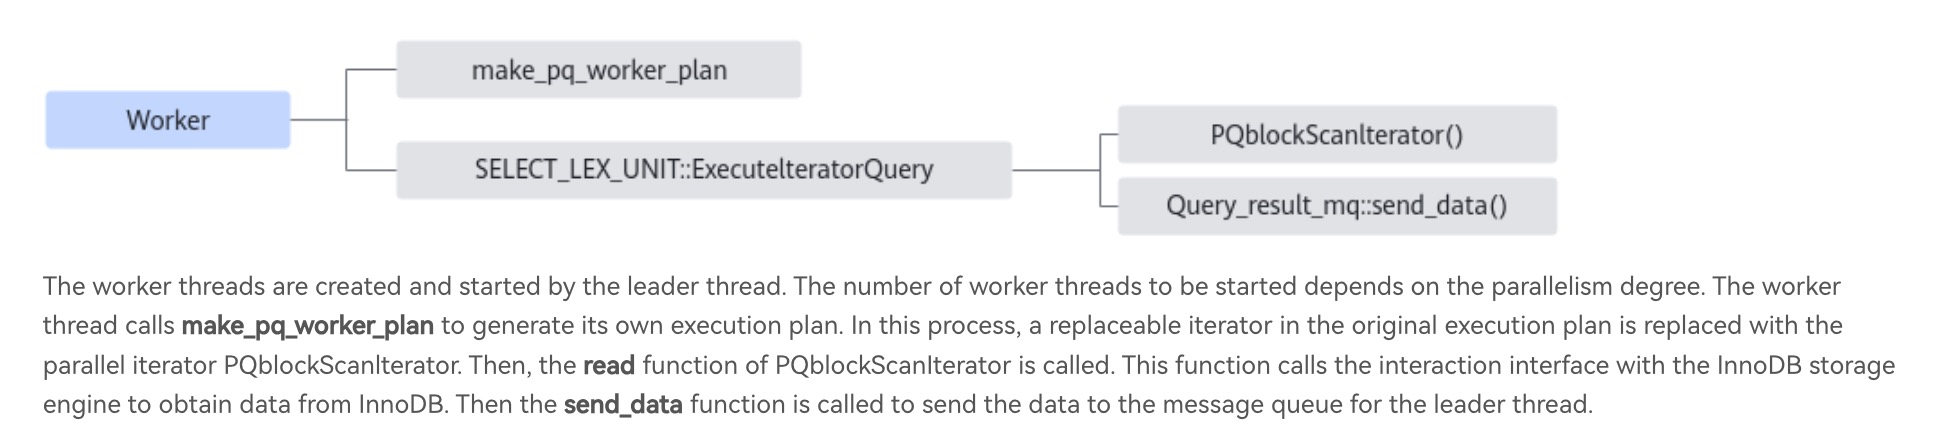 make_pq_worker_plan
Worker
PQblockScanlterator()
SELECT_LEX_UNIT::ExecutelteratorQuery
Query_result_mq::send_data()
The worker threads are created and started by the leader thread. The number of worker threads to be started depends on the parallelism degree. The worker
thread calls make_pq_worker_plan to generate its own execution plan. In this process, a replaceable iterator in the original execution plan is replaced with the
parallel iterator PQblockScanlterator. Then, the read function of PQblockScanIterator is called. This function calls the interaction interface with the InnoDB storage
engine to obtain data from InnoDB. Then the send_data function is called to send the data to the message queue for the leader thread.